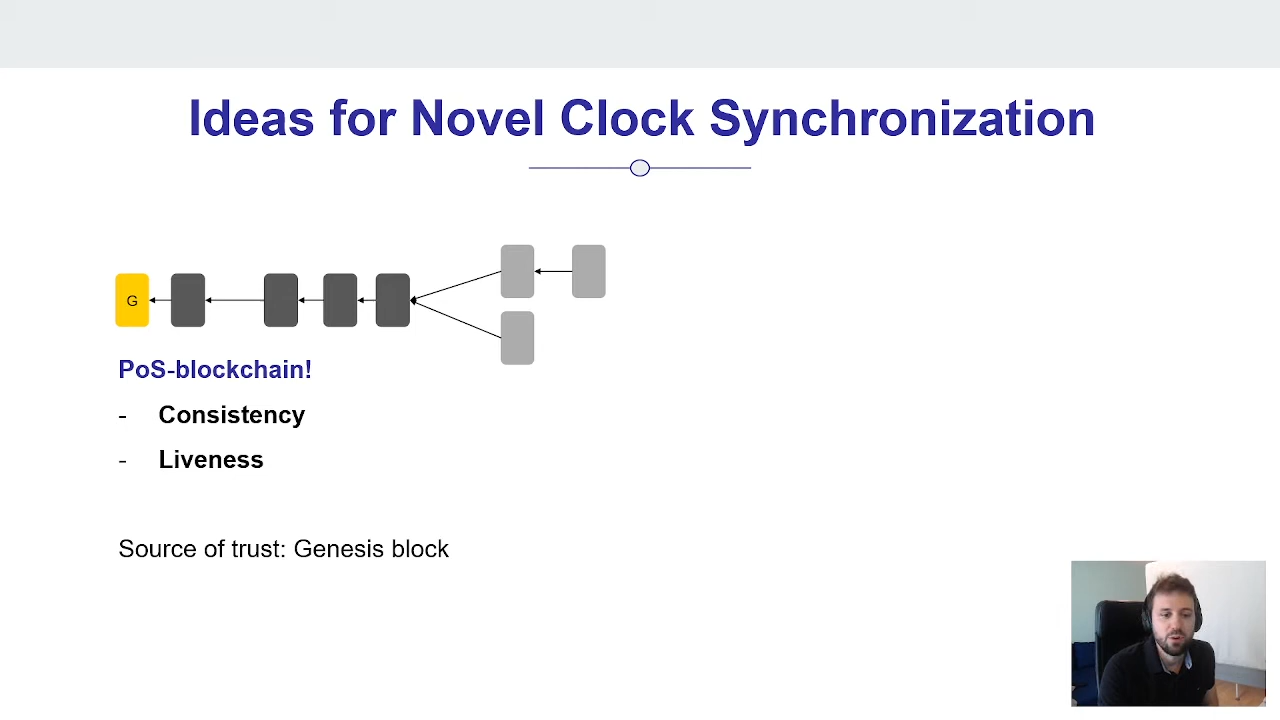 Ideas for Novel Clock Synchronization
G
PoS-blockchain!
- Consistency
- Liveness
Source of trust: Genesis block